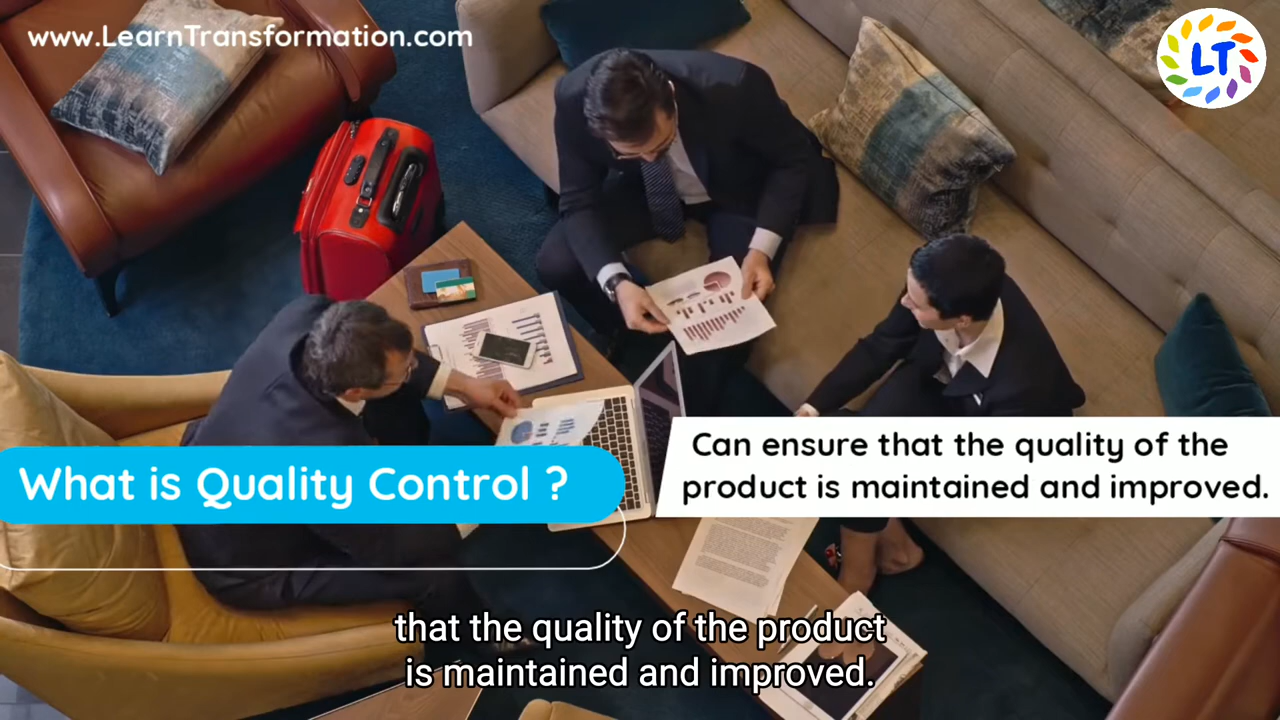 www.LearnTransformation.com
LT
What is Quality Control ?
Can ensure that the quality of the
product is maintained and improved.
that the quality of the product
is maintained and improved.